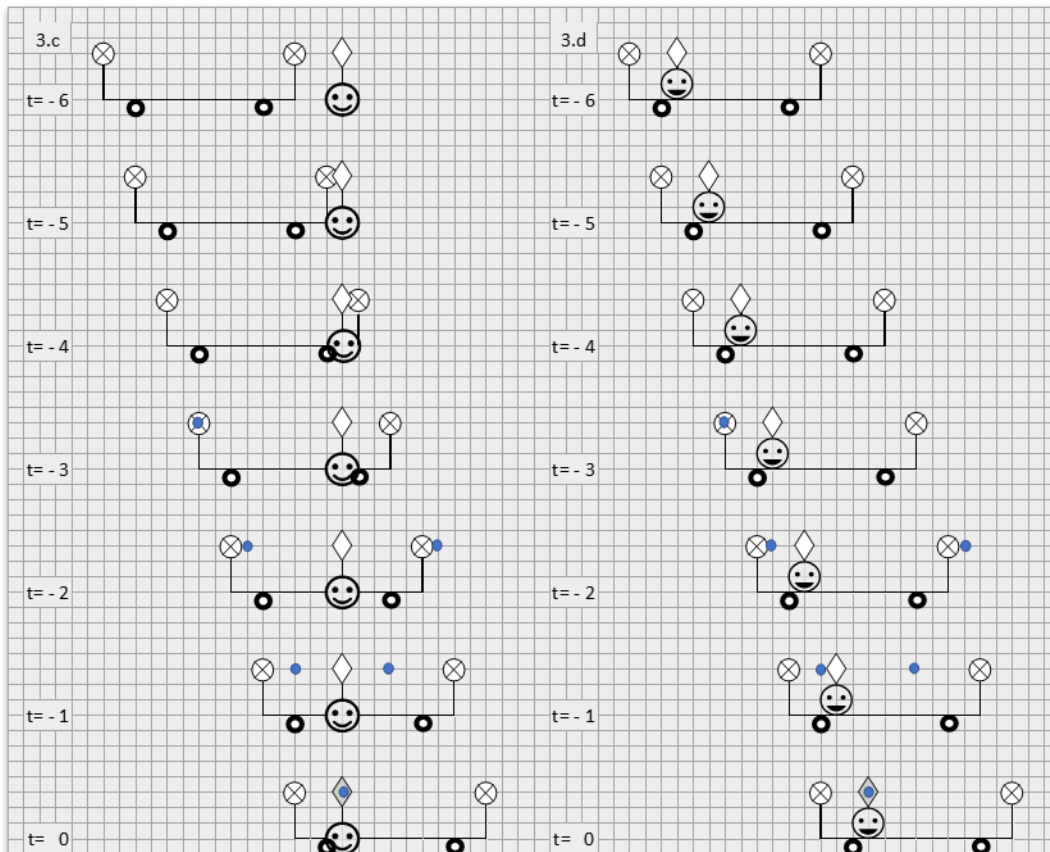 3.c
t= - 6
t= - 5
t= - 4
t= - 3
t= - 2
t= - 1
t= 0
3.d
t= - 6
t= - 5
t= - 4
t= - 3
t= - 2
t= - 1
t= 0